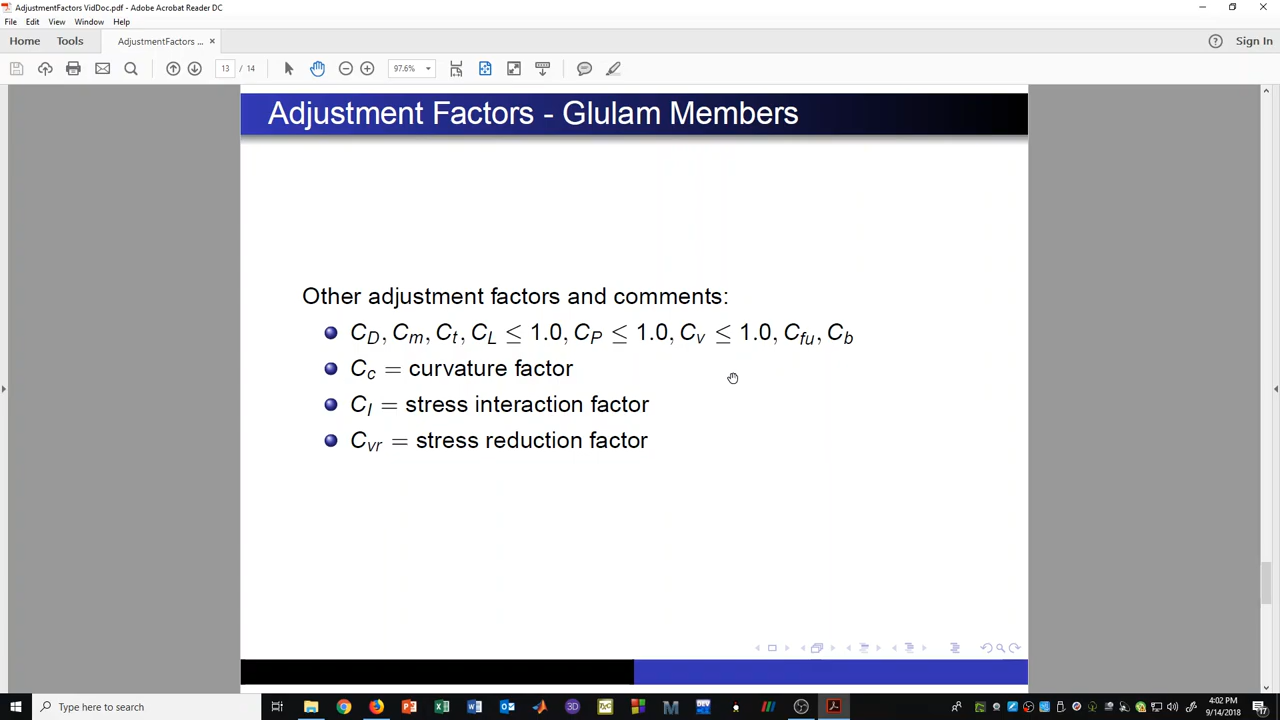 AdjustmentFactors VidDoc.pdf - Adobe Acrobat Reader DC
File Edit View Window Help
Home Tools AdjustmentFactors ... × Sign In
13 / 14 97.6%
Adjustment Factors - Glulam Members
Other adjustment factors and comments:
C_D, C_m, C_t, C_L ≤ 1.0, C_P ≤ 1.0, C_v ≤ 1.0, C_fu, C_b
C_c = curvature factor
C_I = stress interaction factor
C_vr = stress reduction factor
Type here to search
4:02 PM
9/14/2018